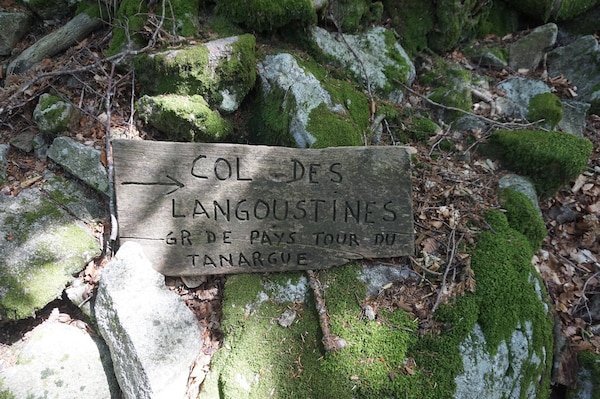 → COL DES
LANGOUSTINES
GR DE PAYS TOUR DU
TANARGUE